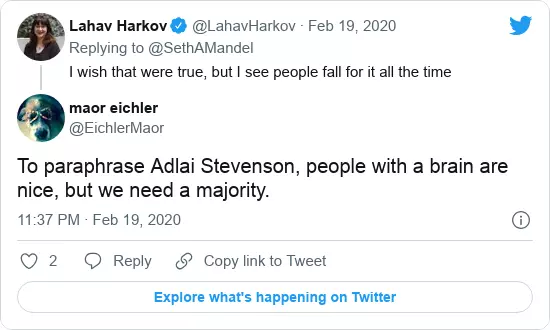 Lahav Harkov @LahavHarkov · Feb 19, 2020
Replying to @SethAMandel
I wish that were true, but I see people fall for it all the time
maor eichler
@EichlerMaor
To paraphrase Adlai Stevenson, people with a brain are
nice, but we need a majority.
11:37 PM · Feb 19, 2020
2 Reply Copy link to Tweet
Explore what's happening on Twitter